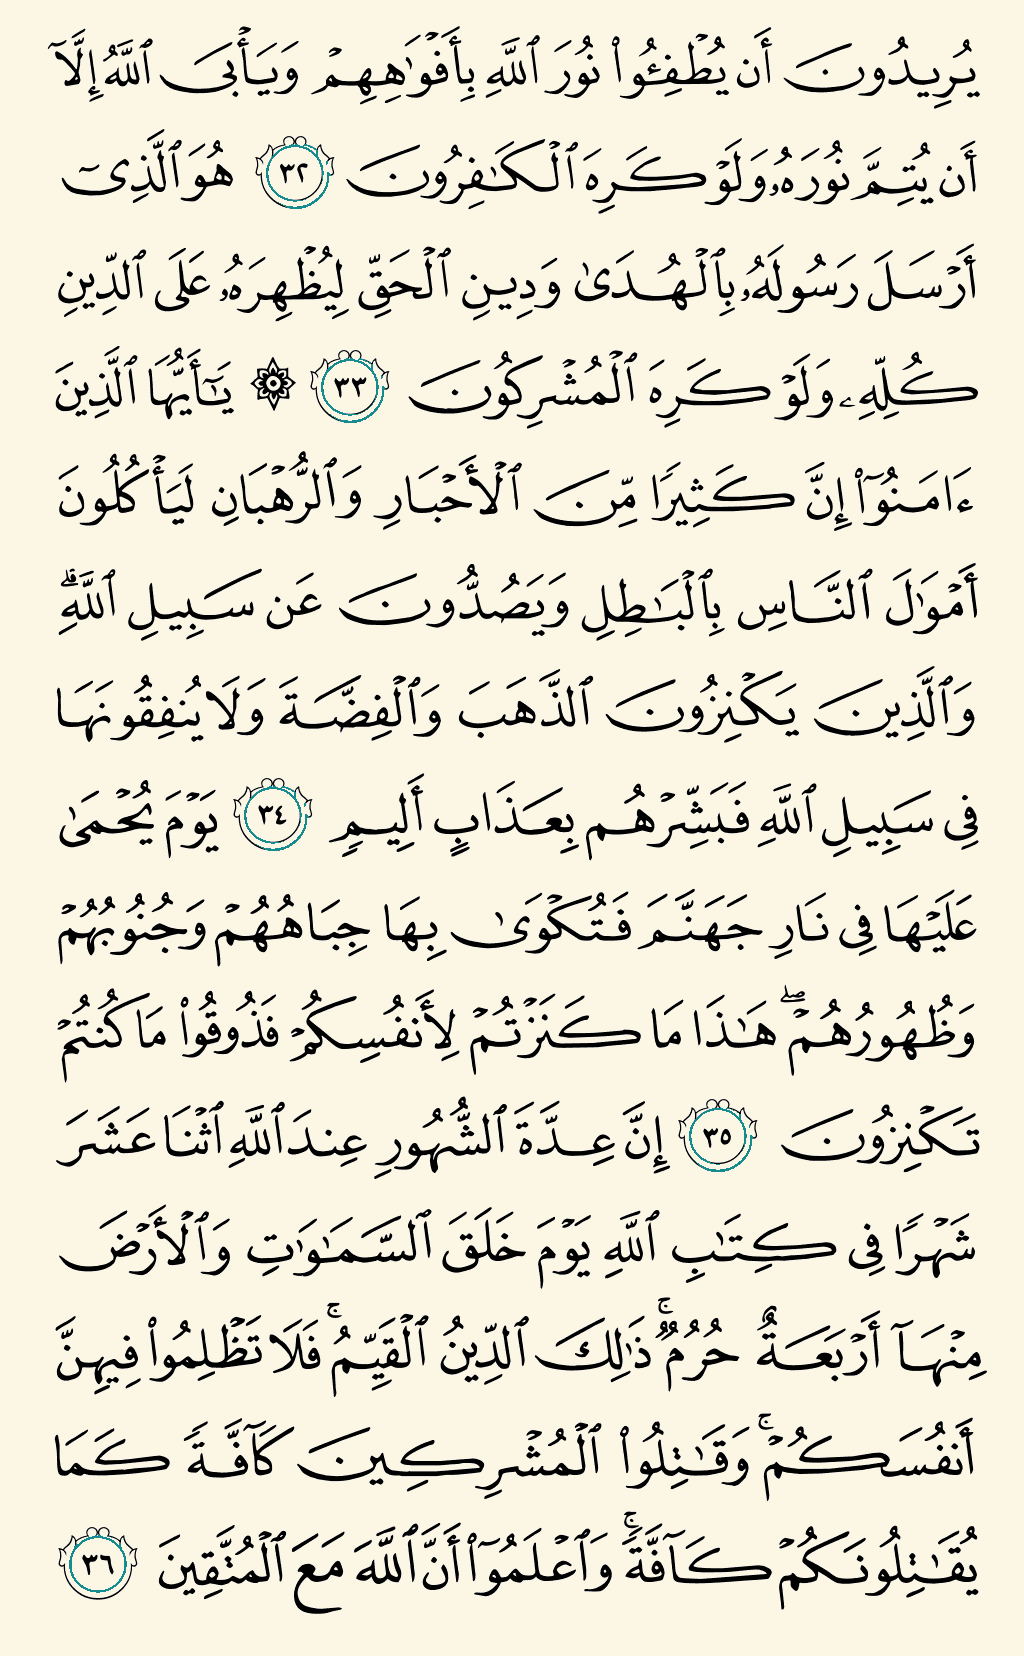 يُرِيدُونَ أَن يُطْفِـُٔوا۟ نُورَ ٱللَّهِ بِأَفْوَٰهِهِمْ وَيَأْبَى ٱللَّهُ إِلَّآ
أَن يُتِمَّ نُورَهُۥ وَلَوْ كَرِهَ ٱلْكَـٰفِرُونَ ٣٢ هُوَ ٱلَّذِىٓ
أَرْسَلَ رَسُولَهُۥ بِٱلْهُدَىٰ وَدِينِ ٱلْحَقِّ لِيُظْهِرَهُۥ عَلَى ٱلدِّينِ
كُلِّهِۦ وَلَوْ كَرِهَ ٱلْمُشْرِكُونَ ٣٣ ۞ يَـٰٓأَيُّهَا ٱلَّذِينَ
ءَامَنُوٓا۟ إِنَّ كَثِيرًا مِّنَ ٱلْأَحْبَارِ وَٱلرُّهْبَانِ لَيَأْكُلُونَ
أَمْوَٰلَ ٱلنَّاسِ بِٱلْبَـٰطِلِ وَيَصُدُّونَ عَن سَبِيلِ ٱللَّهِ ۗ
وَٱلَّذِينَ يَكْنِزُونَ ٱلذَّهَبَ وَٱلْفِضَّةَ وَلَا يُنفِقُونَهَا
فِى سَبِيلِ ٱللَّهِ فَبَشِّرْهُم بِعَذَابٍ أَلِيمٍ ٣٤ يَوْمَ يُحْمَىٰ
عَلَيْهَا فِى نَارِ جَهَنَّمَ فَتُكْوَىٰ بِهَا جِبَاهُهُمْ وَجُنُوبُهُمْ
وَظُهُورُهُمْ ۖ هَـٰذَا مَا كَنَزْتُمْ لِأَنفُسِكُمْ فَذُوقُوا۟ مَا كُنتُمْ
تَكْنِزُونَ ٣٥ إِنَّ عِدَّةَ ٱلشُّهُورِ عِندَ ٱللَّهِ ٱثْنَا عَشَرَ
شَهْرًا فِى كِتَـٰبِ ٱللَّهِ يَوْمَ خَلَقَ ٱلسَّمَـٰوَٰتِ وَٱلْأَرْضَ
مِنْهَآ أَرْبَعَةٌ حُرُمٌ ۚ ذَٰلِكَ ٱلدِّينُ ٱلْقَيِّمُ ۚ فَلَا تَظْلِمُوا۟ فِيهِنَّ
أَنفُسَكُمْ ۚ وَقَـٰتِلُوا۟ ٱلْمُشْرِكِينَ كَآفَّةً كَمَا
يُقَـٰتِلُونَكُمْ كَآفَّةً ۚ وَٱعْلَمُوٓا۟ أَنَّ ٱللَّهَ مَعَ ٱلْمُتَّقِينَ ٣٦